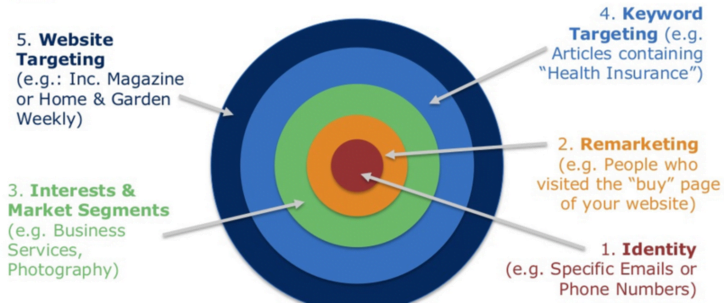 5. Website
Targeting
(e.g.: Inc. Magazine
or Home & Garden
Weekly)
4. Keyword
Targeting (e.g.
Articles containing
“Health Insurance”)
3. Interests &
Market Segments
(e.g. Business
Services,
Photography)
2. Remarketing
(e.g. People who
visited the “buy” page
of your website)
1. Identity
(e.g. Specific Emails or
Phone Numbers)